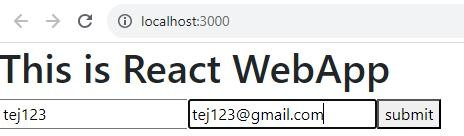 localhost:3000
This is React WebApp
tej123 tej123@gmail.com submit